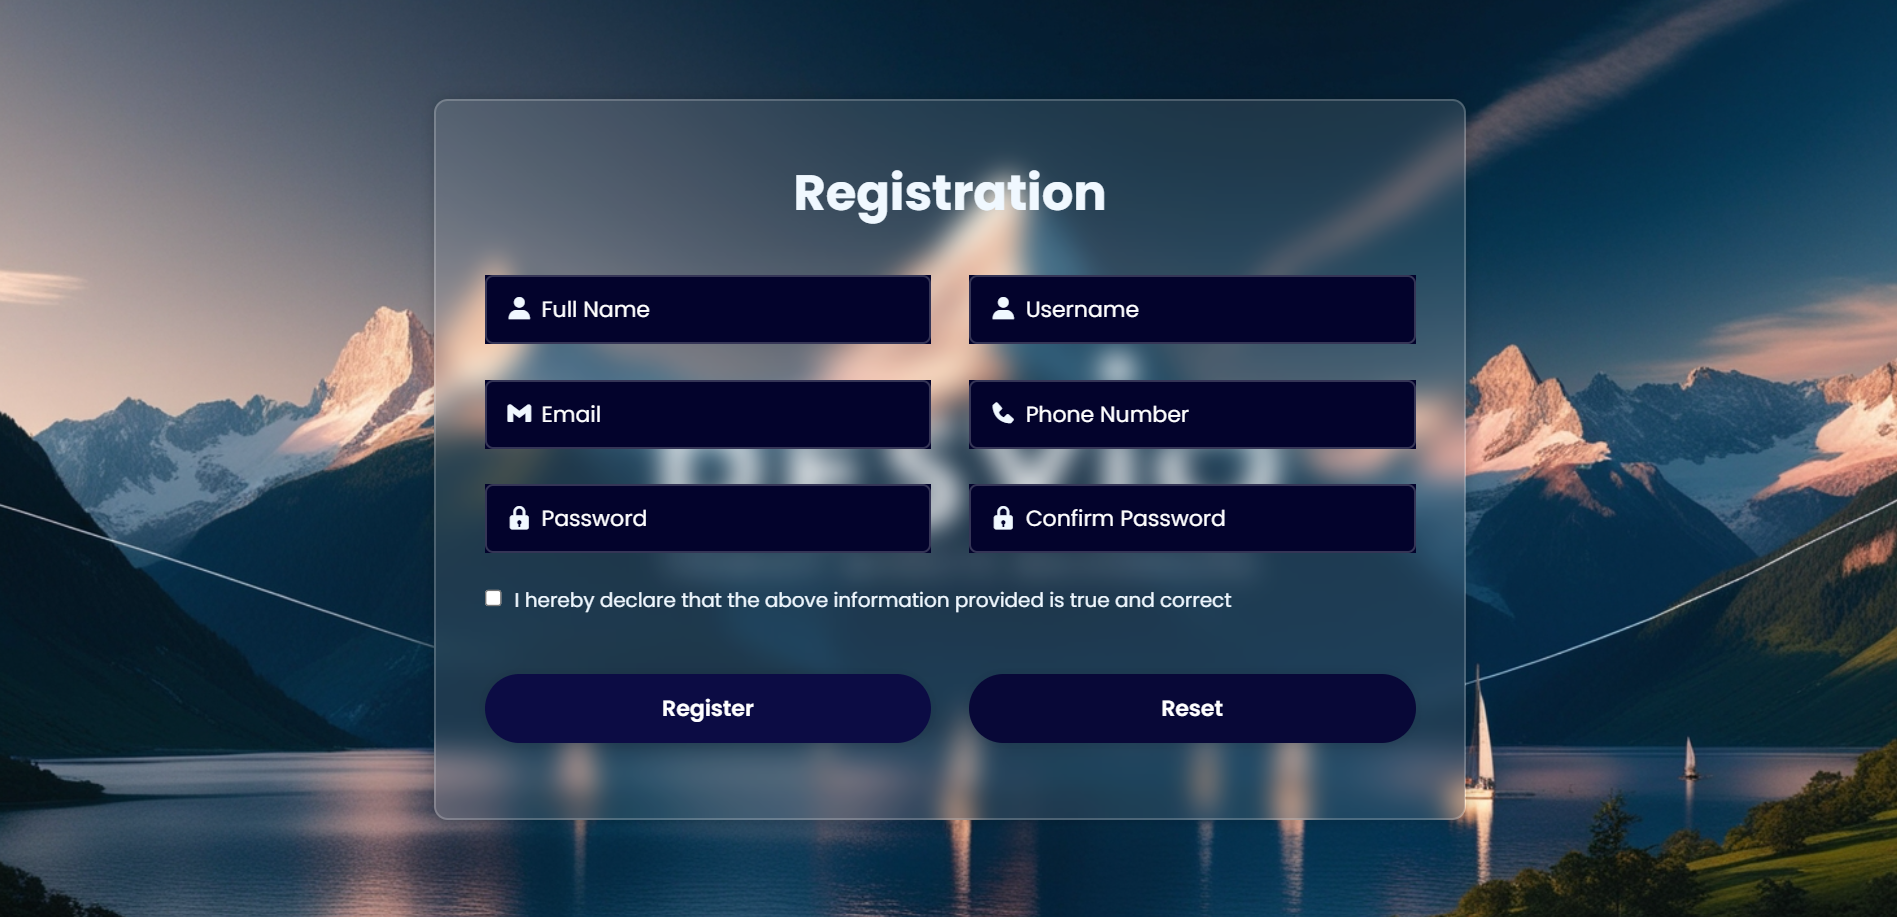 Registration
Full Name
Username
Email
Phone Number
Password
Confirm Password
I hereby declare that the above information provided is true and correct
Register
Reset